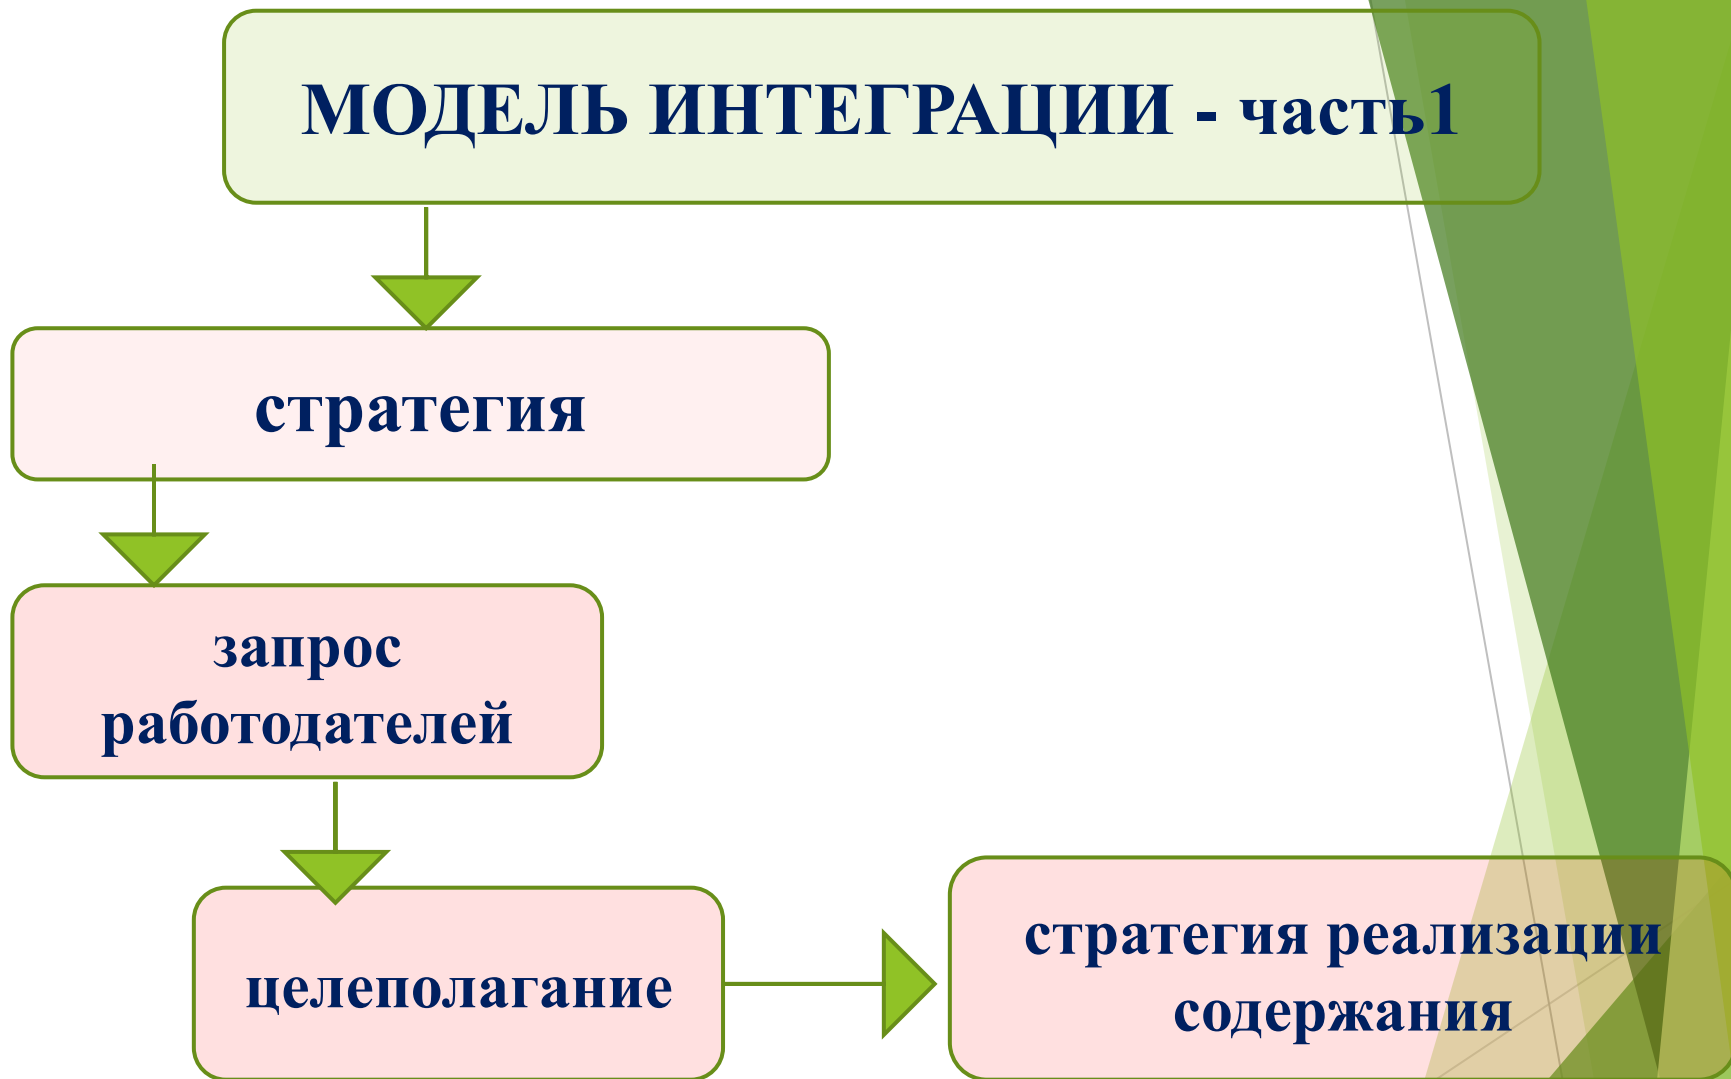 МОДЕЛЬ ИНТЕГРАЦИИ - часть1
стратегия
запрос
работодателей
целеполагание
стратегия реализации
содержания